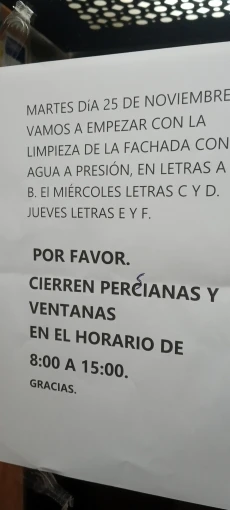 MARTES DíA 25 DE NOVIEMBRE
VAMOS A EMPEZAR CON LA
LIMPIEZA DE LA FACHADA CON
AGUA A PRESIÓN, EN LETRAS A
B. El MIÉRCOLES LETRAS C Y D.
JUEVES LETRAS E Y F.
POR FAVOR.
CIERREN PERSIANAS Y
VENTANAS
EN EL HORARIO DE
8:00 A 15:00.
GRACIAS.